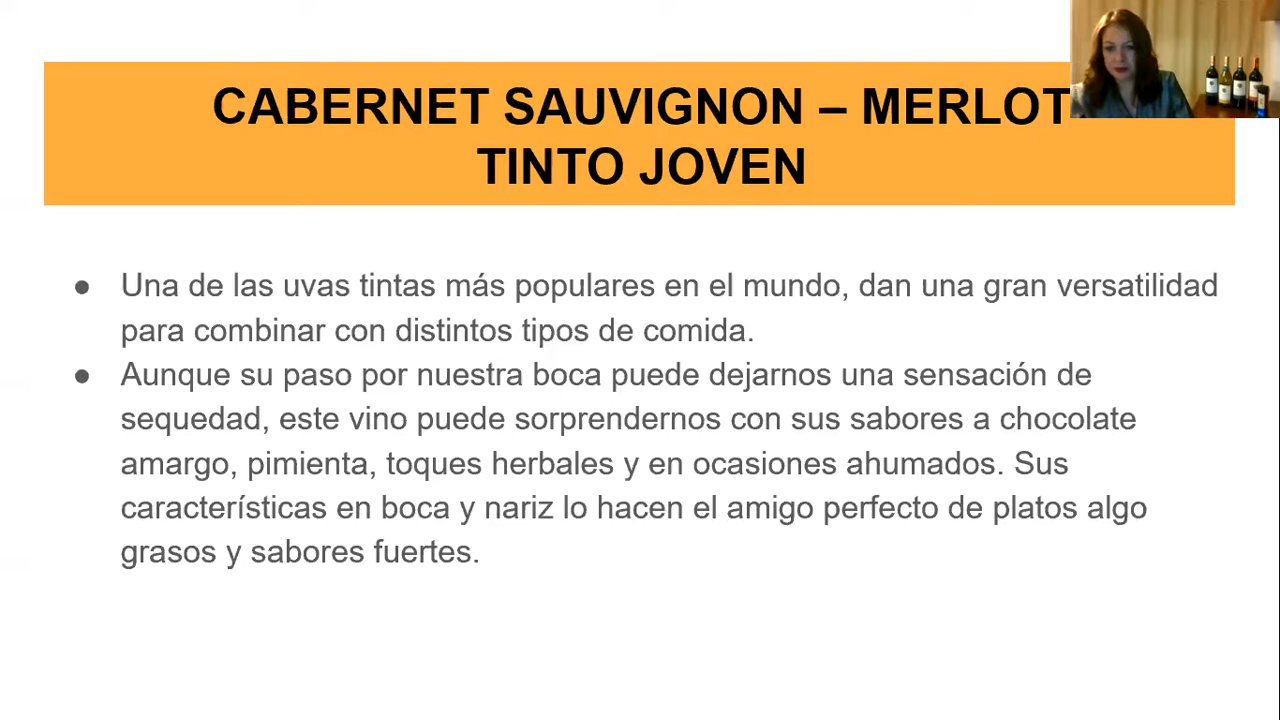 CABERNET SAUVIGNON – MERLOT
TINTO JOVEN
● Una de las uvas tintas más populares en el mundo, dan una gran versatilidad
para combinar con distintos tipos de comida.
● Aunque su paso por nuestra boca puede dejarnos una sensación de
sequedad, este vino puede sorprendernos con sus sabores a chocolate
amargo, pimienta, toques herbales y en ocasiones ahumados. Sus
características en boca y nariz lo hacen el amigo perfecto de platos algo
grasos y sabores fuertes.